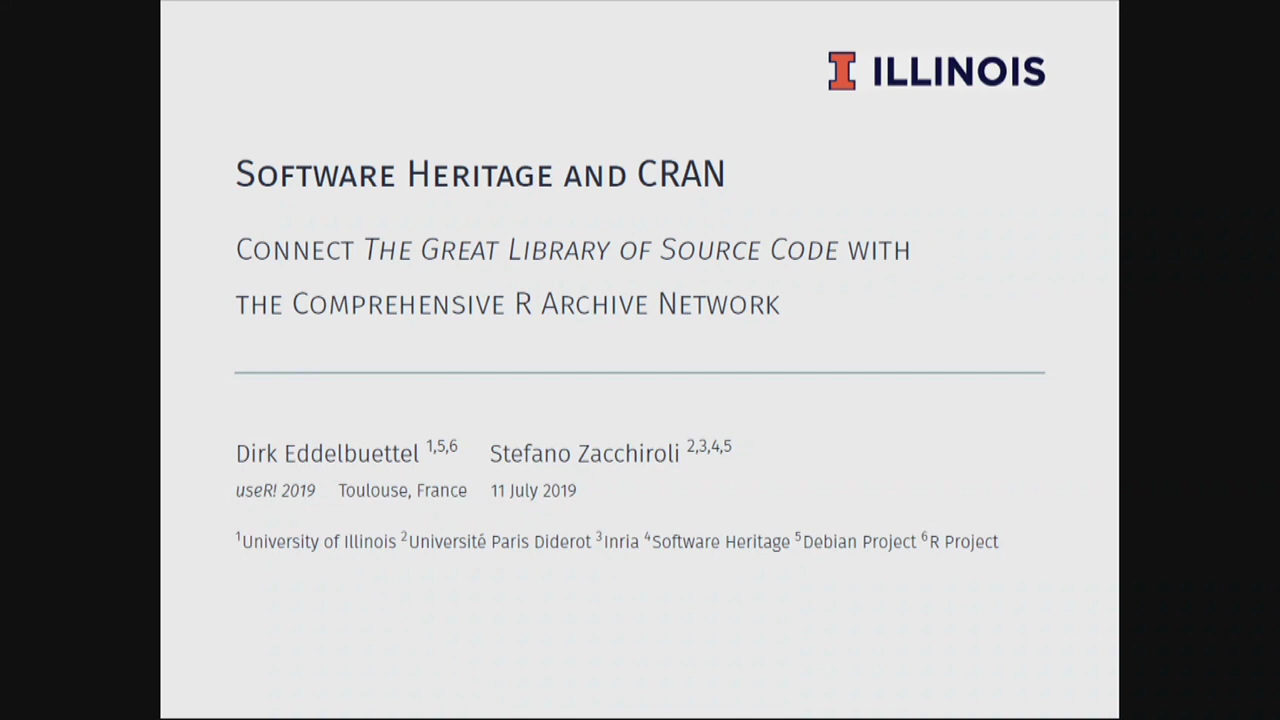 I ILLINOIS
Software Heritage and CRAN
Connect The Great Library of Source Code with
the Comprehensive R Archive Network
Dirk Eddelbuettel 1,5,6 Stefano Zacchiroli 2,3,4,5
useR! 2019 Toulouse, France 11 July 2019
1University of Illinois 2Université Paris Diderot 3Inria 4Software Heritage 5Debian Project 6R Project